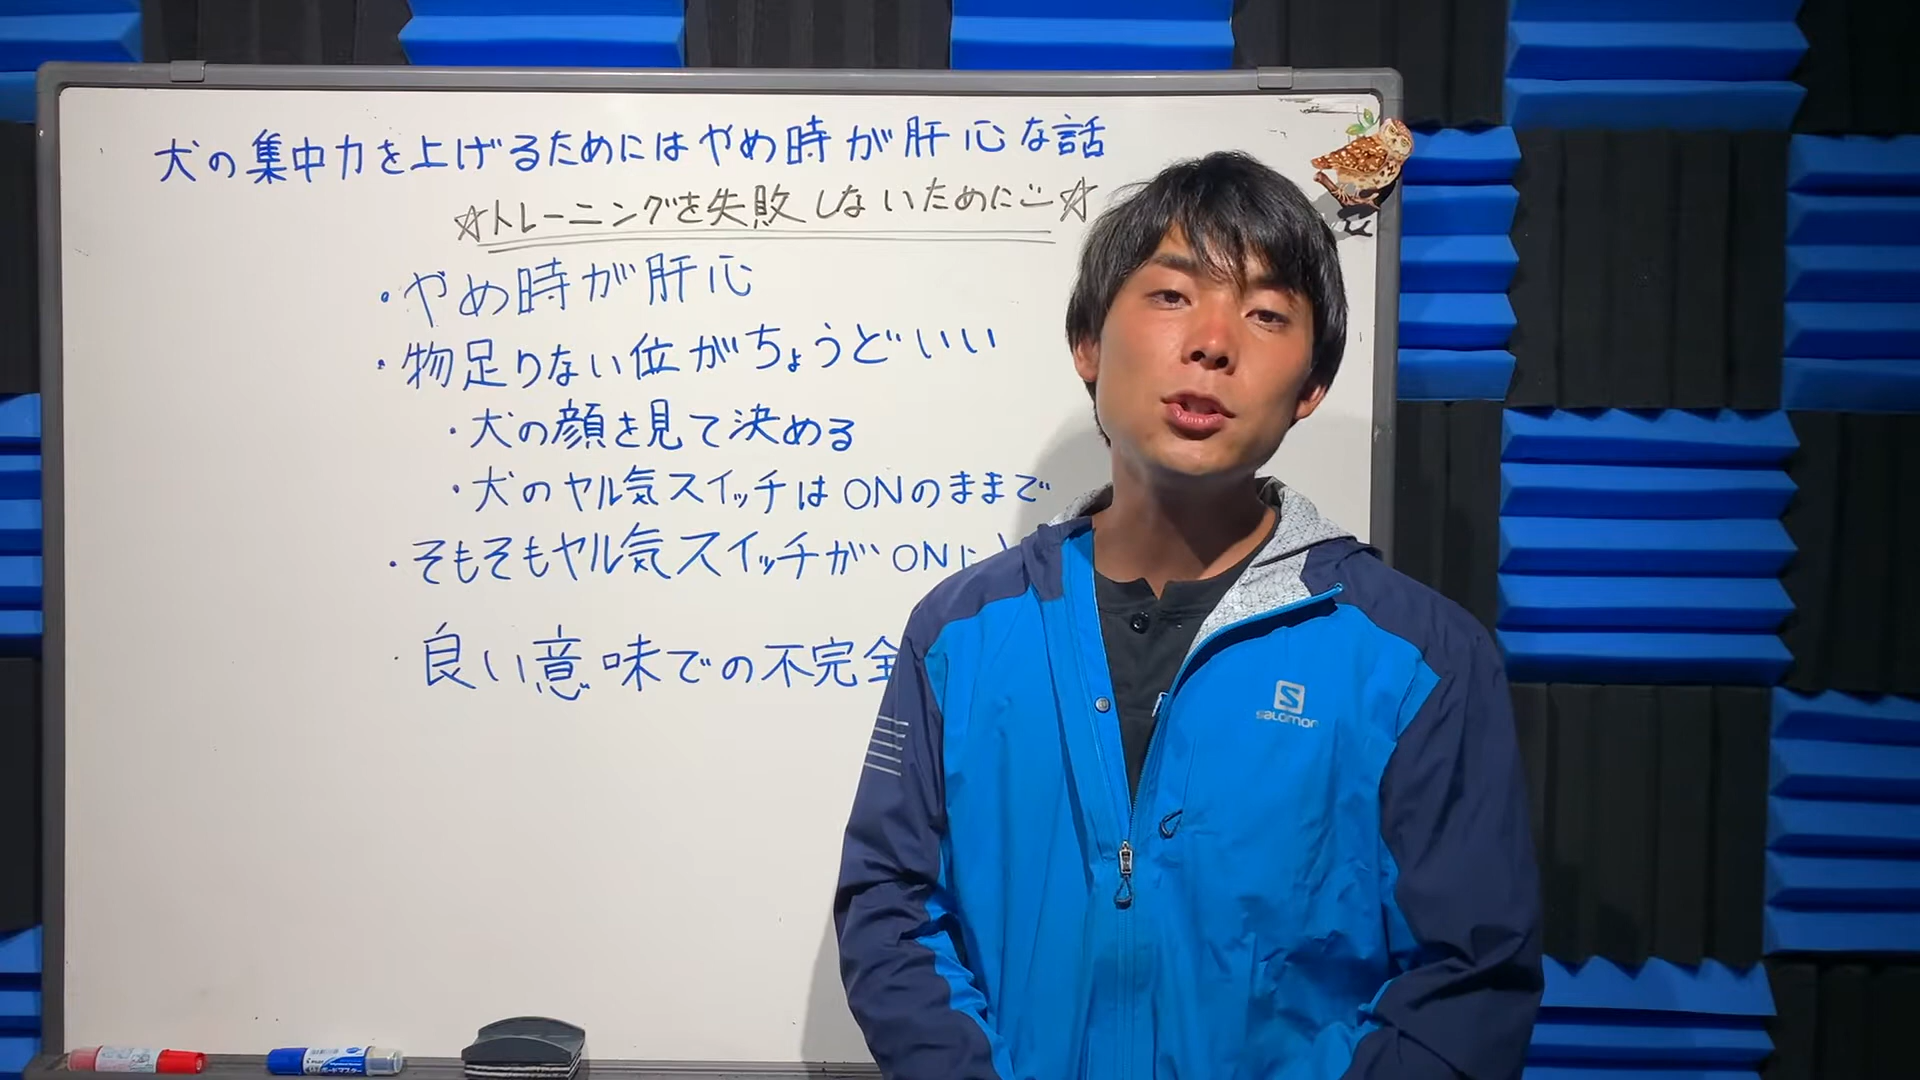 犬の集中力を上げるためにはやめ時が肝心な話
☆トレーニングを失敗しないために☆
・やめ時が肝心
・物足りない位がちょうどいい
・犬の顔を見て決める
・犬のヤル気スイッチはONのままで
・そもそもヤル気スイッチがONに
・良い意味での不完全
salomon